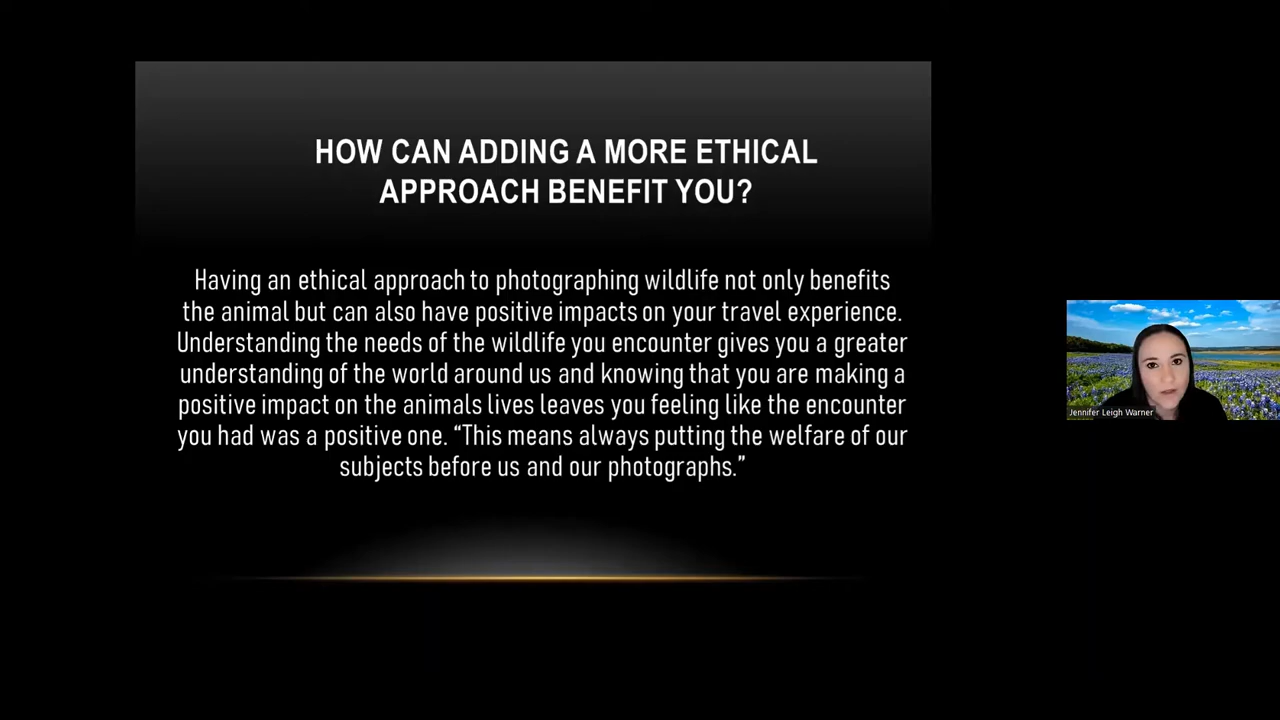 HOW CAN ADDING A MORE ETHICAL
APPROACH BENEFIT YOU?
Having an ethical approach to photographing wildlife not only benefits
the animal but can also have positive impacts on your travel experience.
Understanding the needs of the wildlife you encounter gives you a greater
understanding of the world around us and knowing that you are making a
positive impact on the animals lives leaves you feeling like the encounter
you had was a positive one. “This means always putting the welfare of our
subjects before us and our photographs.”
Jennifer Leigh Warner